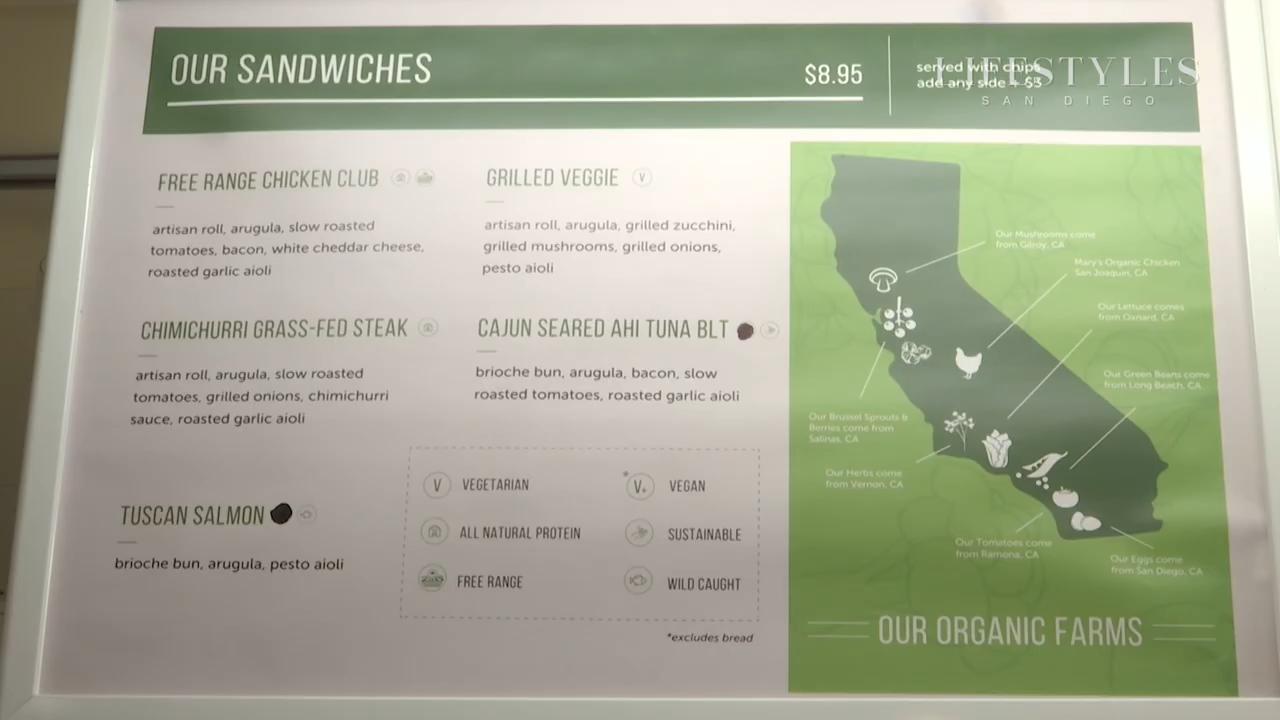 OUR SANDWICHES
$8.95
served with chips
add any side + $3
LIFESTYLES
SAN DIEGO
FREE RANGE CHICKEN CLUB
artisan roll, arugula, slow roasted
tomatoes, bacon, white cheddar cheese,
roasted garlic aioli
GRILLED VEGGIE V
artisan roll, arugula, grilled zucchini,
grilled mushrooms, grilled onions,
pesto aioli
CHIMICHURRI GRASS-FED STEAK
artisan roll, arugula, slow roasted
tomatoes, grilled onions, chimichurri
sauce, roasted garlic aioli
CAJUN SEARED AHI TUNA BLT
brioche bun, arugula, bacon, slow
roasted tomatoes, roasted garlic aioli
TUSCAN SALMON
brioche bun, arugula, pesto aioli
V VEGETARIAN
* V+ VEGAN
ALL NATURAL PROTEIN
SUSTAINABLE
FREE RANGE
WILD CAUGHT
*excludes bread
Our Mushrooms come
from Gilroy, CA
Mary's Organic Chicken
San Joaquin, CA
Our Lettuce comes
from Oxnard, CA
Our Green Beans come
from Long Beach, CA
Our Brussel Sprouts &
Berries come from
Salinas, CA
Our Herbs come
from Vernon, CA
Our Tomatoes come
from Ramona, CA
Our Eggs come
from San Diego, CA
OUR ORGANIC FARMS